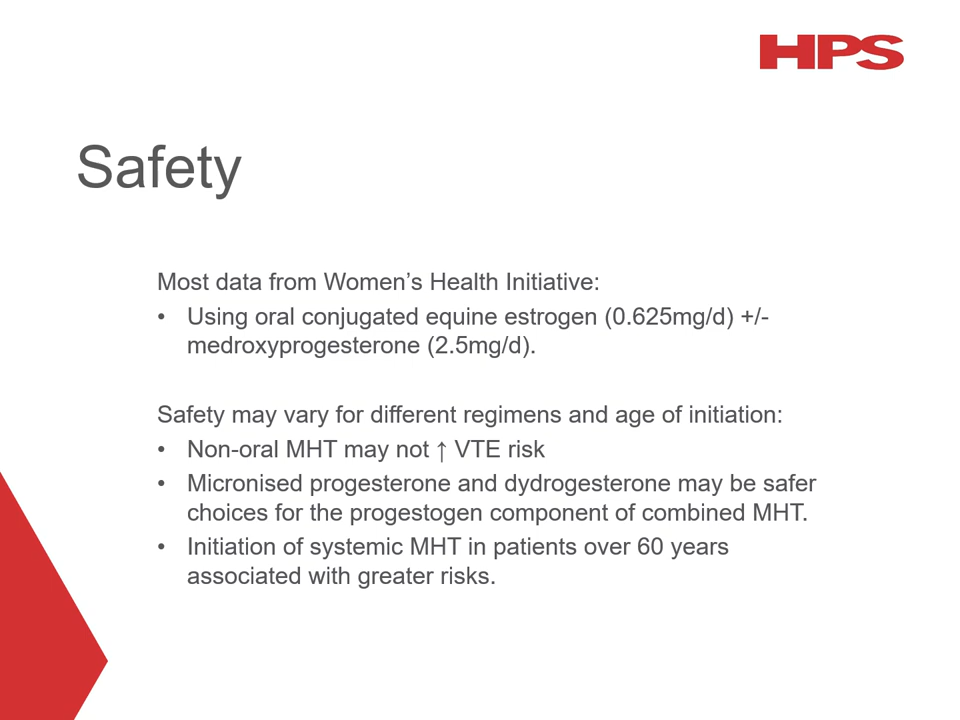 HPS
Safety
Most data from Women’s Health Initiative:
• Using oral conjugated equine estrogen (0.625mg/d) +/-
medroxyprogesterone (2.5mg/d).
Safety may vary for different regimens and age of initiation:
• Non-oral MHT may not ↑ VTE risk
• Micronised progesterone and dydrogesterone may be safer
choices for the progestogen component of combined MHT.
• Initiation of systemic MHT in patients over 60 years
associated with greater risks.